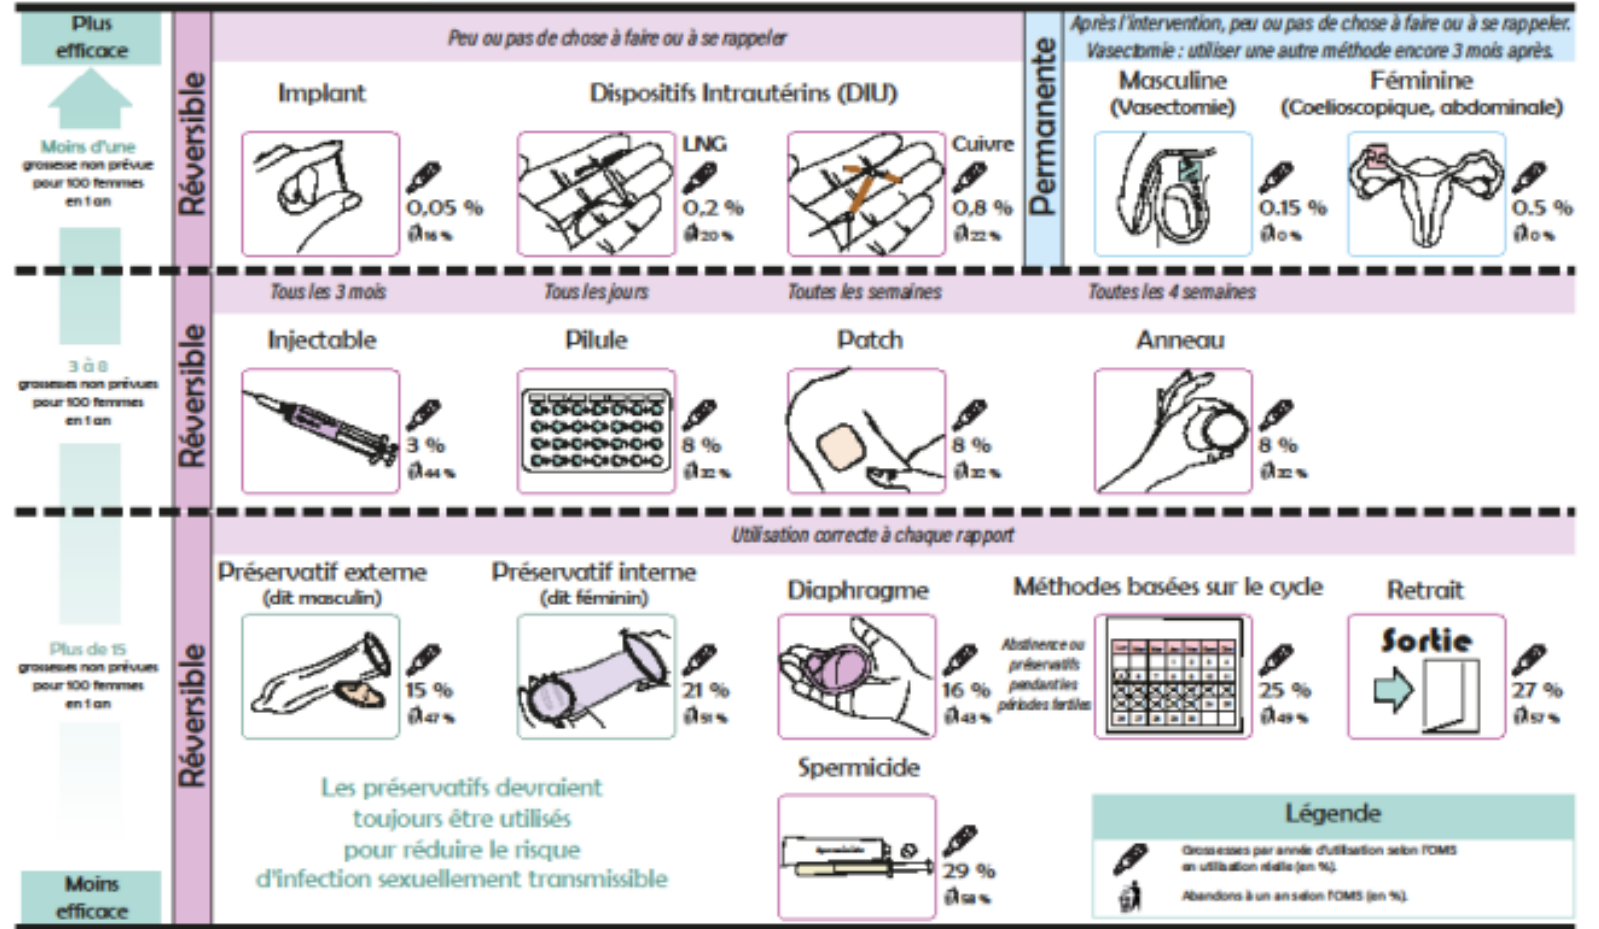 Plus
efficace
Moins d'une
grossesse non prévue
pour 100 femmes
en 1 an
3 à 8
grossesses non prévues
pour 100 femmes
en 1 an
Plus de 15
grossesses non prévues
pour 100 femmes
en 1 an
Moins
efficace
Réversible
Peu ou pas de chose à faire ou à se rappeler
Implant
0,05 %
16 %
Dispositifs Intrautérins (DIU)
LNG
0,2 %
20 %
Cuivre
0,8 %
22 %
Permanente
Après l'intervention, peu ou pas de chose à faire ou à se rappeler.
Vasectomie : utiliser une autre méthode encore 3 mois après.
Masculine
(Vasectomie)
0.15 %
0 %
Féminine
(Coelioscopique, abdominale)
0.5 %
0 %
Réversible
Tous les 3 mois
Tous les jours
Toutes les semaines
Toutes les 4 semaines
Injectable
3 %
44 %
Pilule
8 %
32 %
Patch
8 %
32 %
Anneau
8 %
32 %
Réversible
Utilisation correcte à chaque rapport
Préservatif externe
(dit masculin)
15 %
47 %
Préservatif interne
(dit féminin)
21 %
51 %
Diaphragme
16 %
43 %
Méthodes basées sur le cycle
Abstinence ou
préservatifs
pendant les
périodes fertiles
25 %
49 %
Retrait
Sortie
27 %
57 %
Les préservatifs devraient
toujours être utilisés
pour réduire le risque
d'infection sexuellement transmissible
Spermicide
29 %
58 %
Légende
Grossesses par année d'utilisation selon l'OMS
en utilisation réelle (en %).
Abandons à un an selon l'OMS (en %).